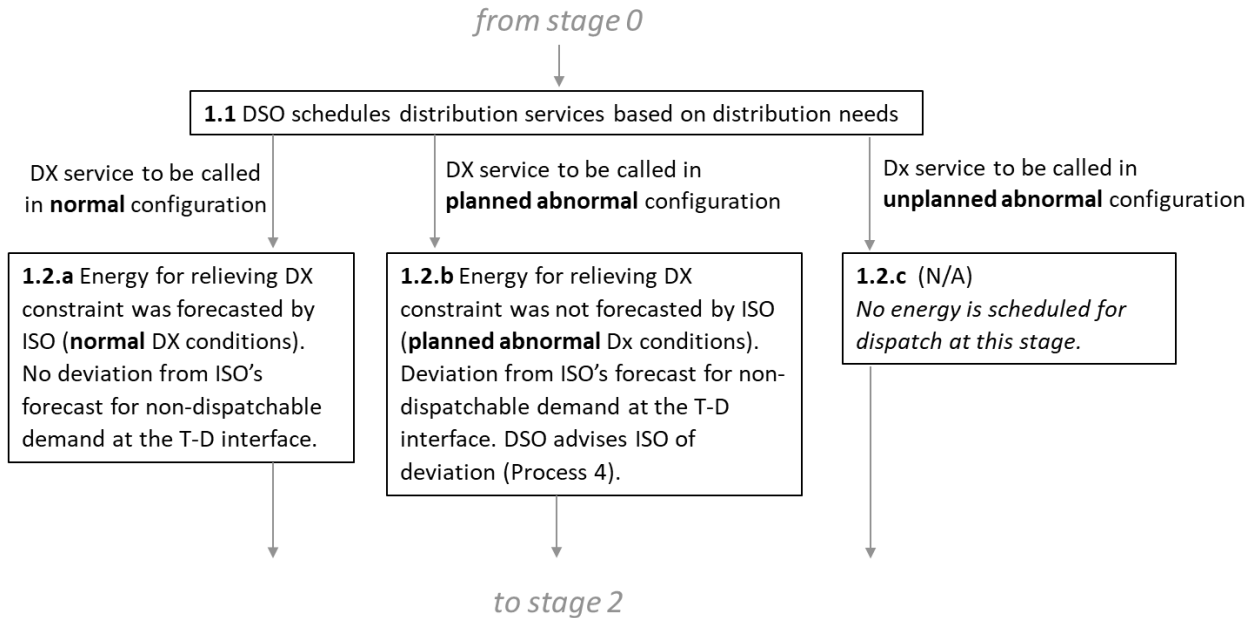 from stage 0
1.1 DSO schedules distribution services based on distribution needs
DX service to be called
in normal configuration
DX service to be called in
planned abnormal configuration
Dx service to be called in
unplanned abnormal configuration
1.2.a Energy for relieving DX
constraint was forecasted by
ISO (normal DX conditions).
No deviation from ISO’s
forecast for non-dispatchable
demand at the T-D interface.
1.2.b Energy for relieving DX
constraint was not forecasted by ISO
(planned abnormal Dx conditions).
Deviation from ISO’s forecast for non-
dispatchable demand at the T-D
interface. DSO advises ISO of
deviation (Process 4).
1.2.c (N/A)
No energy is scheduled for
dispatch at this stage.
to stage 2